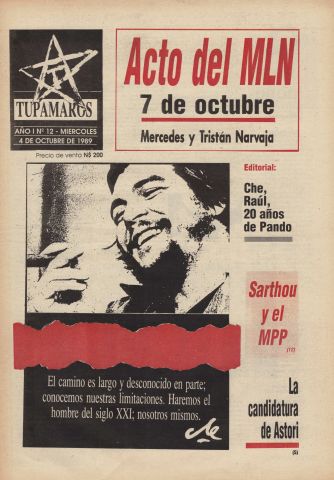 TUPAMAROS
AÑO I Nº 12 - MIERCOLES
4 DE OCTUBRE DE 1989
Precio de venta N$ 200
Acto del MLN
7 de octubre
Mercedes y Tristán Narvaja
Editorial:
Che,
Raúl,
20 años
de Pando
Sarthou
y el
MPP
El camino es largo y desconocido en parte;
conocemos nuestras limitaciones. Haremos el
hombre del siglo XXI; nosotros mismos.
che
La
candidatura
de Astori
(5)